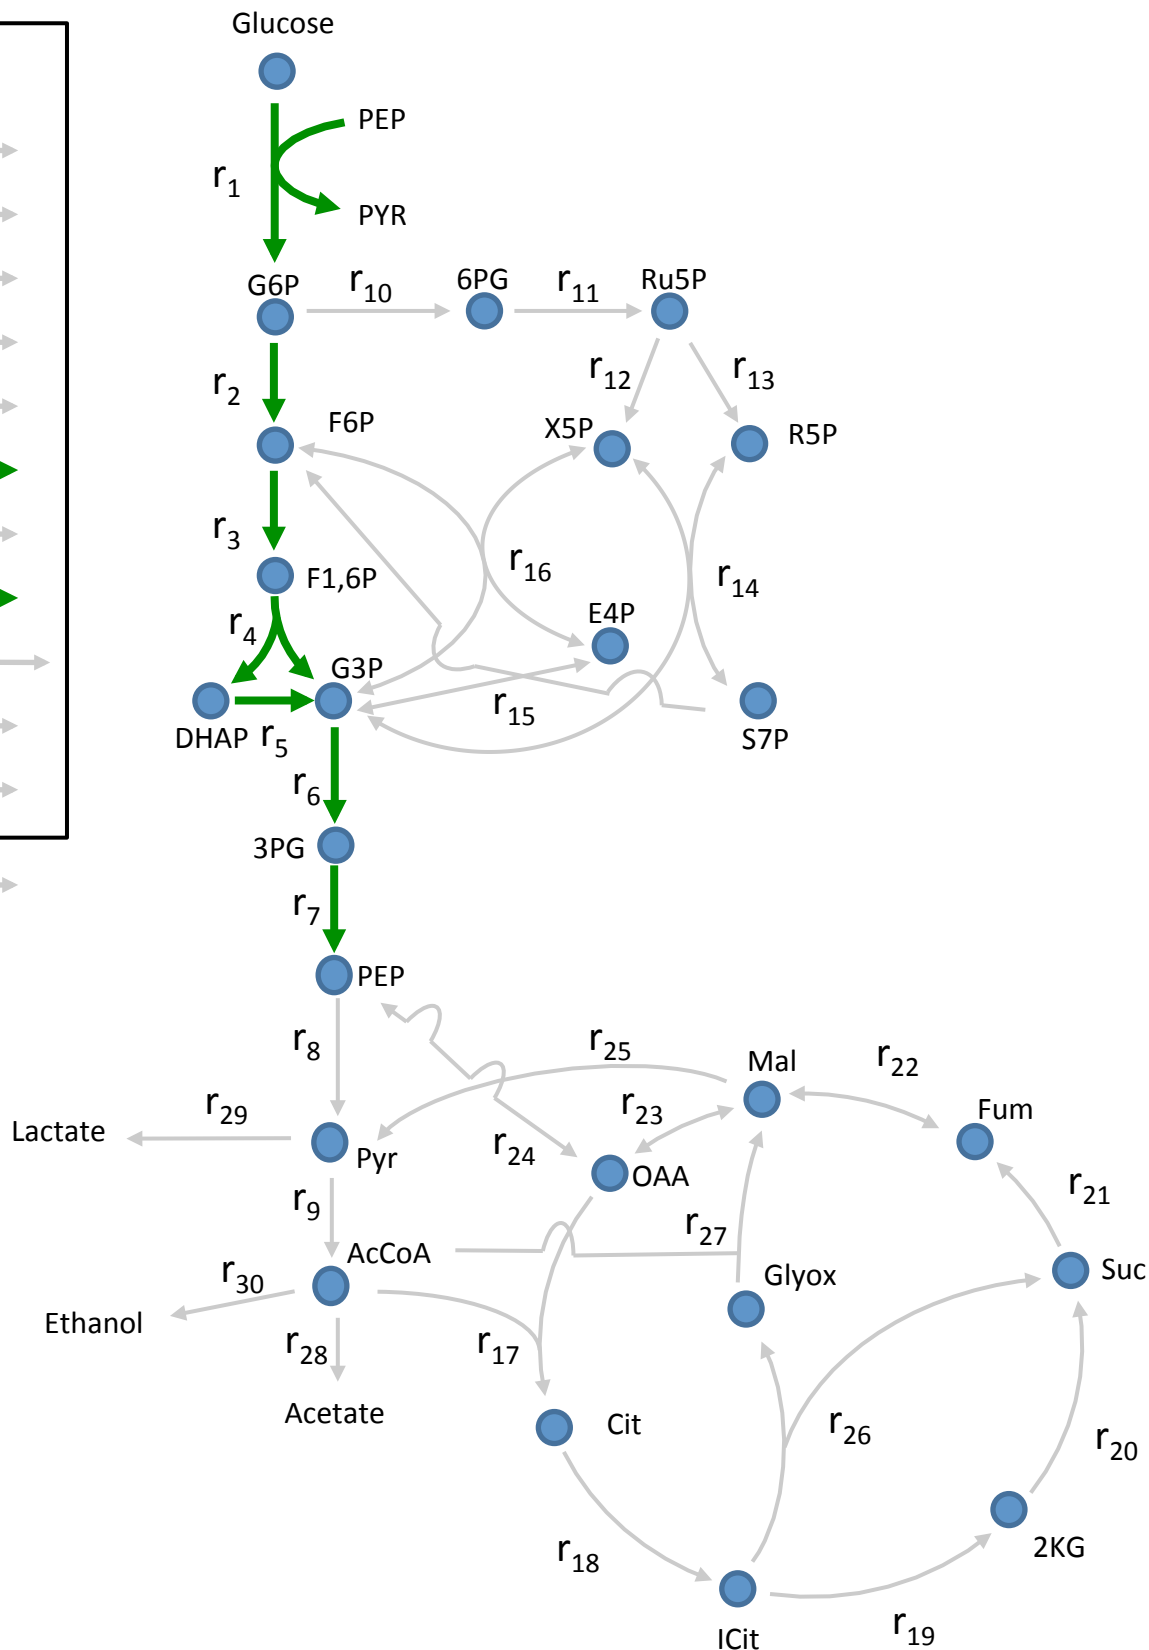 Glucose
PEP
r1
PYR
G6P
r10
6PG
r11
Ru5P
r2
r12
r13
F6P
X5P
R5P
r3
F1,6P
r16
r14
r4
E4P
G3P
r15
DHAP
r5
S7P
r6
3PG
r7
PEP
r8
r25
Mal
r22
r29
r23
Fum
Lactate
r24
Pyr
OAA
r21
r9
r27
AcCoA
Glyox
Suc
r30
Ethanol
r28
r17
Acetate
Cit
r26
r20
r18
2KG
r19
ICit